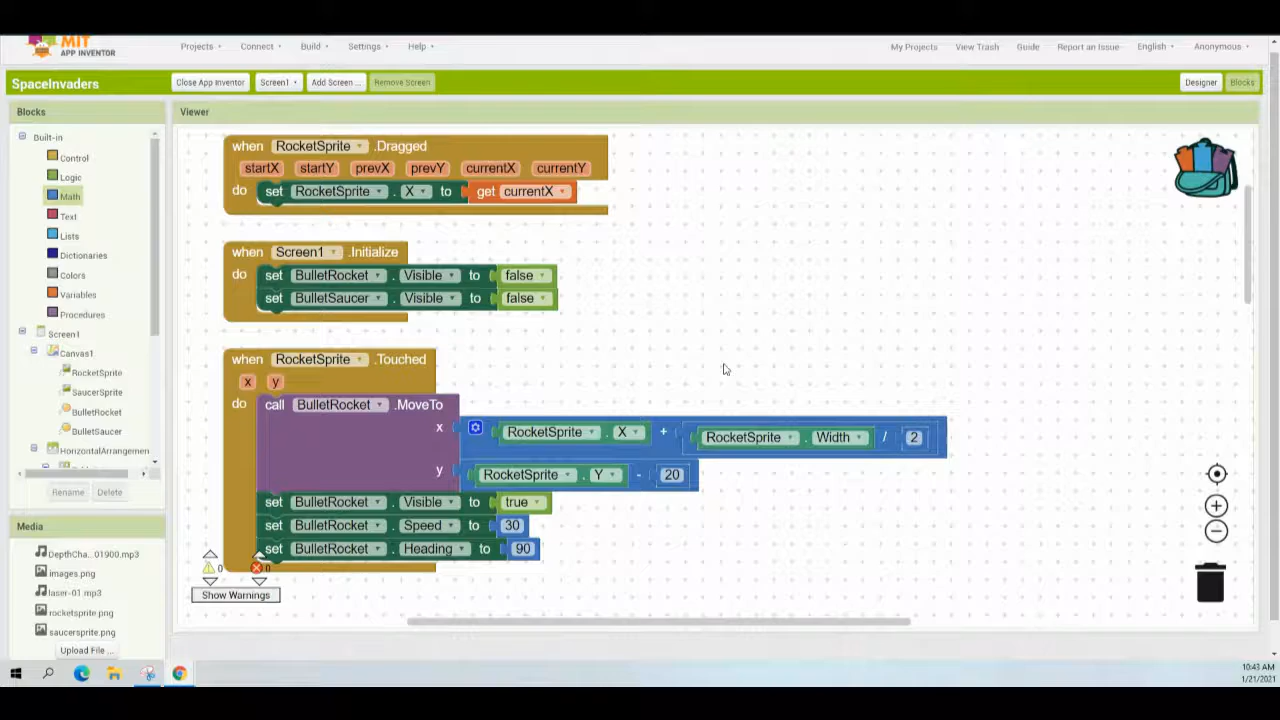 MIT
APP INVENTOR
Projects Connect Build Settings Help My Projects View Trash Guide Report an Issue English Anonymous
SpaceInvaders Close App Inventor Screen1 Add Screen ... Remove Screen Designer Blocks
Blocks
Viewer
Built-in
Control
Logic
Math
Text
Lists
Dictionaries
Colors
Variables
Procedures
Screen1
Canvas1
RocketSprite
SaucerSprite
BulletRocket
BulletSaucer
HorizontalArrangemen
Rename Delete
Media
DepthCha...01900.mp3
images.png
laser-01.mp3
rocketsprite.png
saucersprite.png
Upload File ...
when RocketSprite .Dragged
startX startY prevX prevY currentX currentY
do set RocketSprite . X to get currentX
when Screen1 .Initialize
do set BulletRocket . Visible to false
set BulletSaucer . Visible to false
when RocketSprite .Touched
x y
do call BulletRocket .MoveTo
x RocketSprite . X + RocketSprite . Width / 2
y RocketSprite . Y - 20
set BulletRocket . Visible to true
set BulletRocket . Speed to 30
set BulletRocket . Heading to 90
0 0
Show Warnings
10:43 AM
1/21/2021